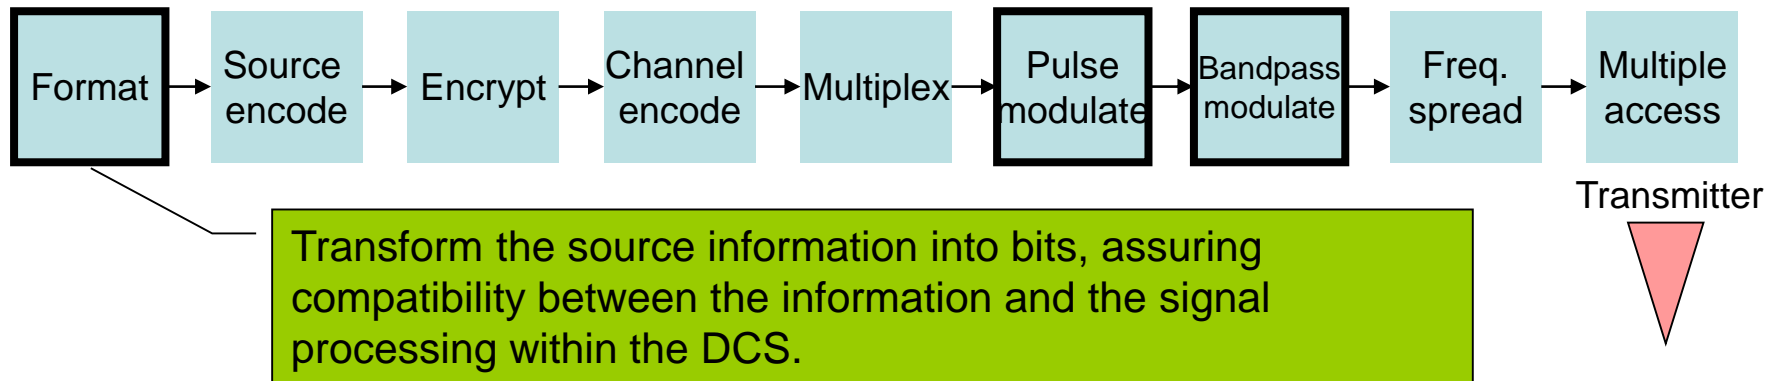 Format
Source
encode
Encrypt
Channel
encode
Multiplex
Pulse
modulate
Bandpass
modulate
Freq.
spread
Multiple
access
Transmitter
Transform the source information into bits, assuring
compatibility between the information and the signal
processing within the DCS.